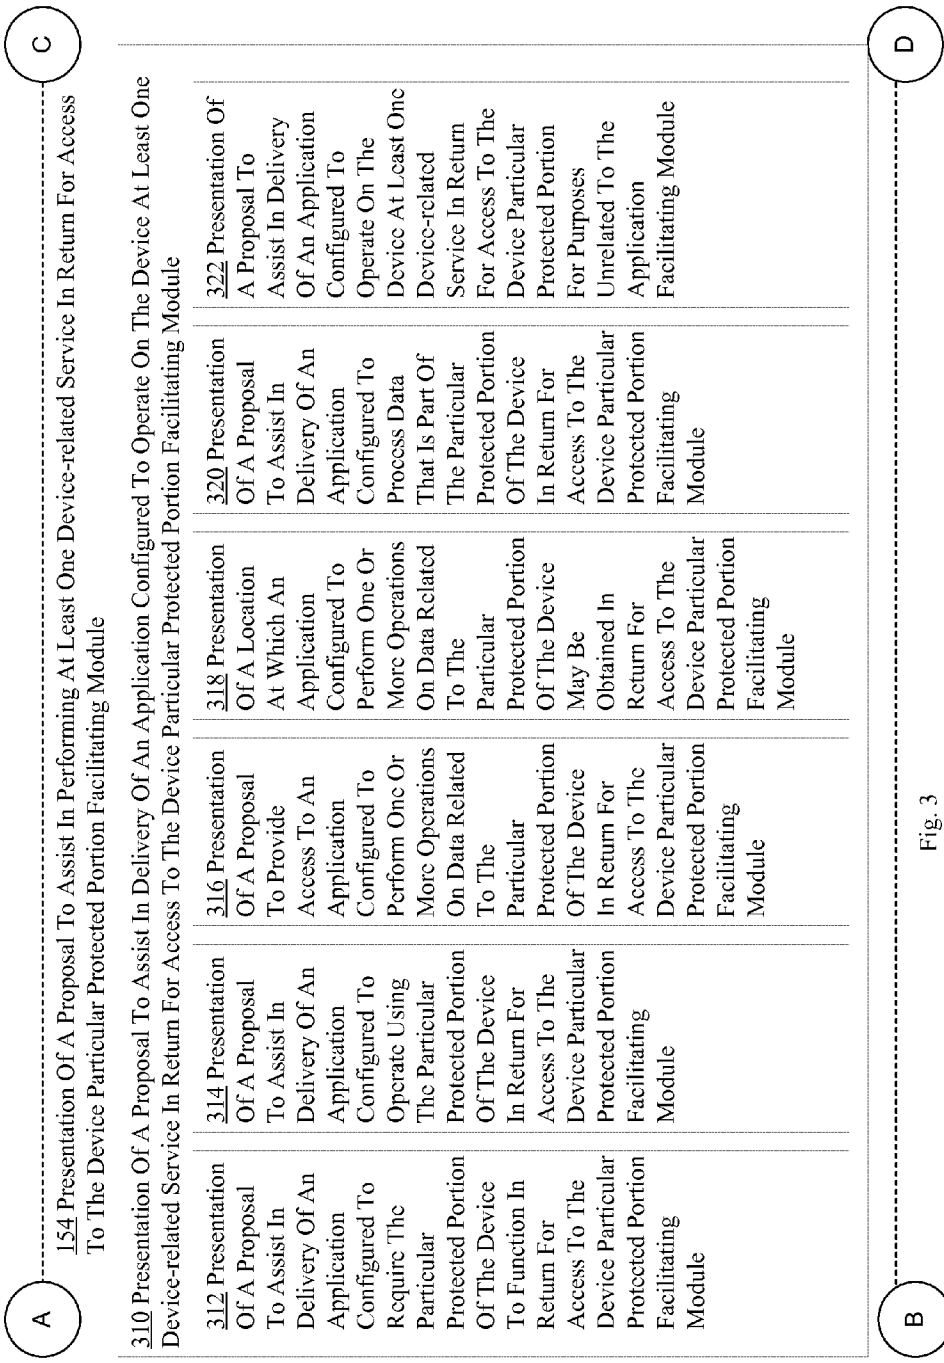 A
C
154 Presentation Of A Proposal To Assist In Performing At Least One Device-related Service In Return For Access
To The Device Particular Protected Portion Facilitating Module
310 Presentation Of A Proposal To Assist In Delivery Of An Application Configured To Operate On The Device At Least One
Device-related Service In Return For Access To The Device Particular Protected Portion Facilitating Module
312 Presentation
Of A Proposal
To Assist In
Delivery Of An
Application
Configured To
Require The
Particular
Protected Portion
Of The Device
To Function In
Return For
Access To The
Device Particular
Protected Portion
Facilitating
Module
314 Presentation
Of A Proposal
To Assist In
Delivery Of An
Application
Configured To
Operate Using
The Particular
Protected Portion
Of The Device
In Return For
Access To The
Device Particular
Protected Portion
Facilitating
Module
316 Presentation
Of A Proposal
To Provide
Access To An
Application
Configured To
Perform One Or
More Operations
On Data Related
To The
Particular
Protected Portion
Of The Device
In Return For
Access To The
Device Particular
Protected Portion
Facilitating
Module
318 Presentation
Of A Location
At Which An
Application
Configured To
Perform One Or
More Operations
On Data Related
To The
Particular
Protected Portion
Of The Device
May Be
Obtained In
Return For
Access To The
Device Particular
Protected Portion
Facilitating
Module
320 Presentation
Of A Proposal
To Assist In
Delivery Of An
Application
Configured To
Process Data
That Is Part Of
The Particular
Protected Portion
Of The Device
In Return For
Access To The
Device Particular
Protected Portion
Facilitating
Module
322 Presentation Of
A Proposal To
Assist In Delivery
Of An Application
Configured To
Operate On The
Device At Least One
Device-related
Service In Return
For Access To The
Device Particular
Protected Portion
For Purposes
Unrelated To The
Application
Facilitating Module
B
D
Fig. 3